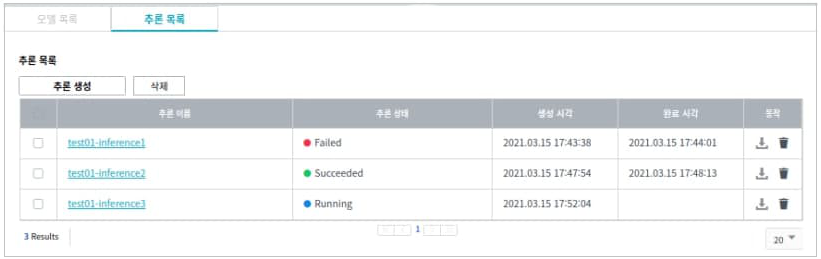 모델 목록 추론 목록
추론 목록
추론 생성 삭제
추론 이름 추론 상태 생성 시각 완료 시각 동작
test01-inference1 Failed 2021.03.15 17:43:38 2021.03.15 17:44:01
test01-inference2 Succeeded 2021.03.15 17:47:54 2021.03.15 17:48:13
test01-inference3 Running 2021.03.15 17:52:04
3 Results 1 20